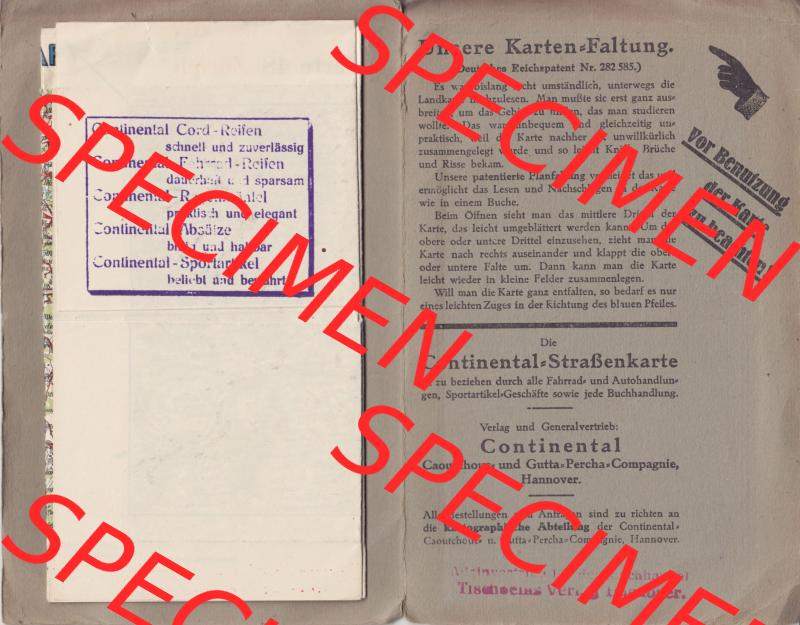 Continental Cord-Reifen
schnell und zuverlässig
Continental-Fahrrad-Reifen
dauerhaft und sparsam
Continental
praktisch und elegant
Continental-Absätze
und haltbar
Continental-Sportartikel
beliebt und bewährt
Unsere Karten=Faltung.
(Deutsches Reichspatent Nr. 282 585.)
Es war bislang recht umständlich, unterwegs die
Landkarte nachzulesen. Man mußte sie erst ganz aus=
breiten, um das Gebiet zu finden, das man studieren
wollte. Das war unbequem und gleichzeitig un=
praktisch, weil die Karte nachher oft unwillkürlich
zusammengelegt wurde und so leicht Kniffe, Brüche
und Risse bekam.
Unsere patentierte Planfaltung vermeidet das und
ermöglicht das Lesen und Nachschlagen in der Karte
wie in einem Buche.
Beim Öffnen sieht man das mittlere Drittel der
Karte, das leicht umgeblättert werden kann. Um das
obere oder untere Drittel einzusehen, zieht man die
Karte nach rechts auseinander und klappt die obere
oder untere Falte um. Dann kann man die Karte
leicht wieder in kleine Felder zusammenlegen.
Will man die Karte ganz entfalten, so bedarf es nur
eines leichten Zuges in der Richtung des blauen Pfeiles.
Vor Benutzung
der Karte
zu beachten!
Die
Continental=Straßenkarte
ist zu beziehen durch alle Fahrrad= und Autohandlun=
gen, Sportartikel=Geschäfte sowie jede Buchhandlung.
Verlag und Generalvertrieb:
Continental
Caoutchouc= und Gutta=Percha=Compagnie,
Hannover.
Alle Bestellungen und Anfragen sind zu richten an
die kartographische Abteilung der Continental=
Caoutchouc= u. Gutta=Percha=Compagnie, Hannover.
Verlag Hannover.
SPECIMEN
SPECIMEN
SPECIMEN
SPECIMEN